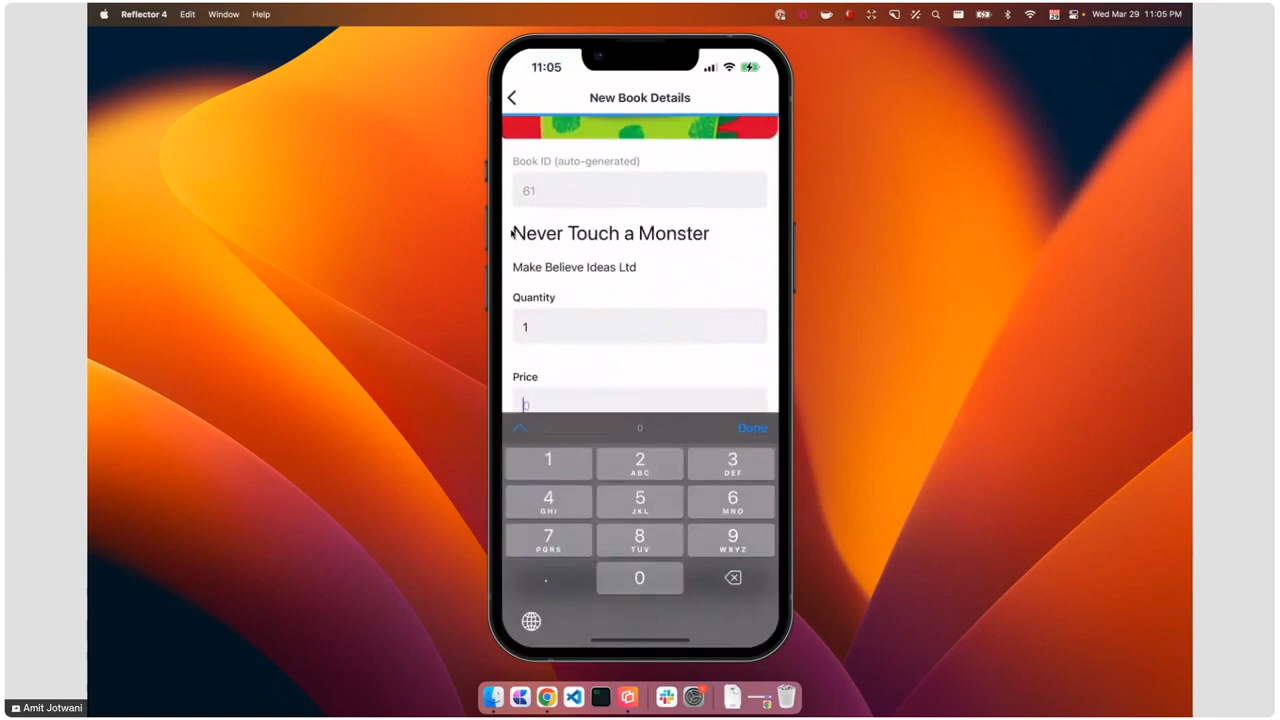 Reflector 4 Edit Window Help
29
Wed Mar 29 11:05 PM
11:05
New Book Details
Book ID (auto-generated)
61
Never Touch a Monster
Make Believe Ideas Ltd
Quantity
1
Price
0
0 Done
1 2 3
ABC DEF
4 5 6
GHI JKL MNO
7 8 9
PQRS TUV WXYZ
. 0
Amit Jotwani